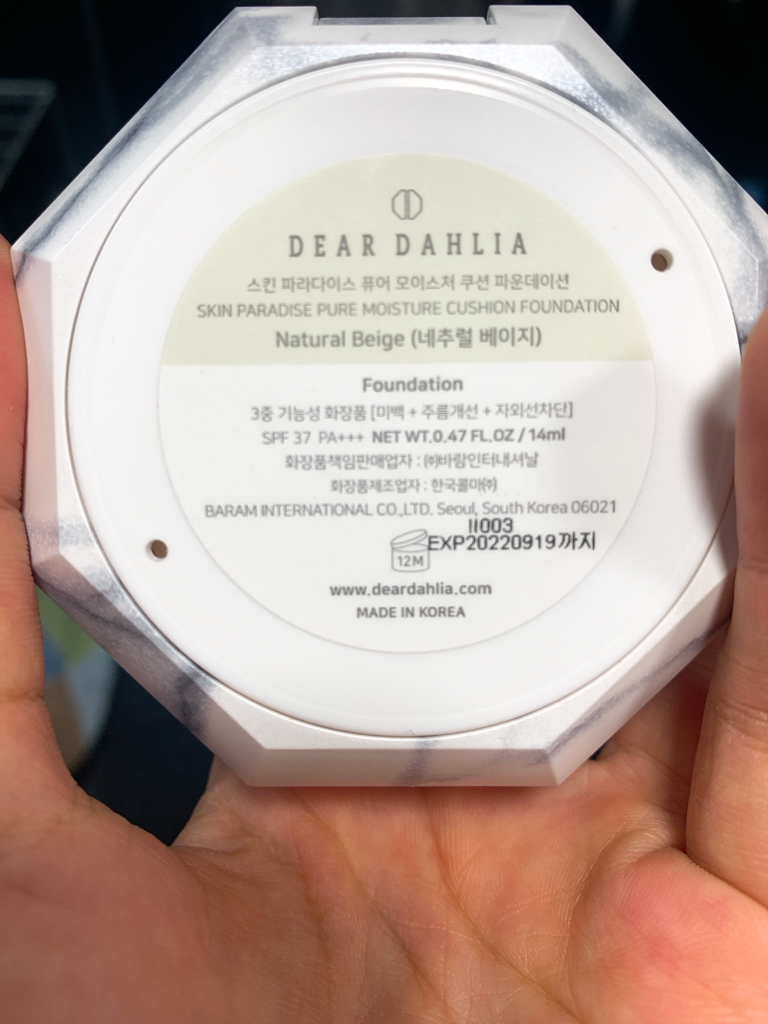 DEAR DAHLIA
스킨 파라다이스 퓨어 모이스처 쿠션 파운데이션
SKIN PARADISE PURE MOISTURE CUSHION FOUNDATION
Natural Beige (네추럴 베이지)
Foundation
3중 기능성 화장품 [미백 + 주름개선 + 자외선차단]
SPF 37 PA+++ NET WT.0.47 FL.OZ / 14ml
화장품책임판매업자 : ㈜바람인터내셔날
화장품제조업자 : 한국콜마㈜
BARAM INTERNATIONAL CO.,LTD. Seoul, South Korea 06021
II003
EXP20220919까지
12M
www.deardahlia.com
MADE IN KOREA